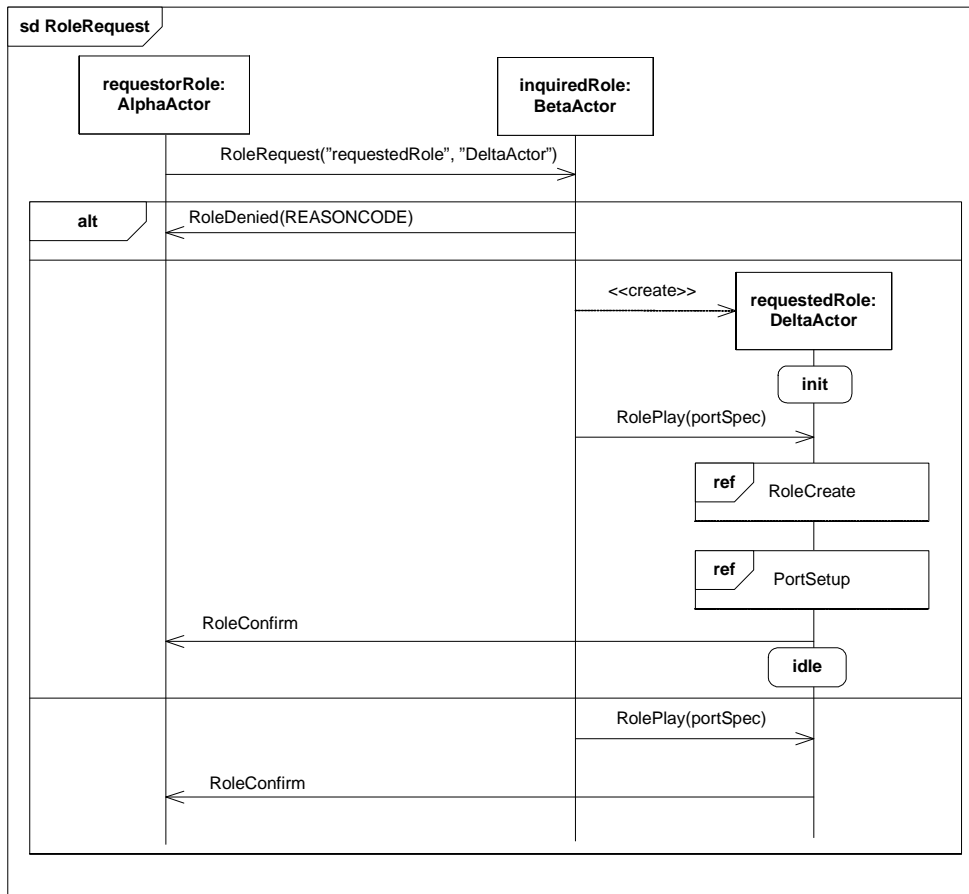 sd RoleRequest
requestorRole:
AlphaActor
inquiredRole:
BetaActor
RoleRequest("requestedRole", "DeltaActor")
alt
RoleDenied(REASONCODE)
<<create>>
requestedRole:
DeltaActor
init
RolePlay(portSpec)
ref
RoleCreate
ref
PortSetup
RoleConfirm
idle
RolePlay(portSpec)
RoleConfirm